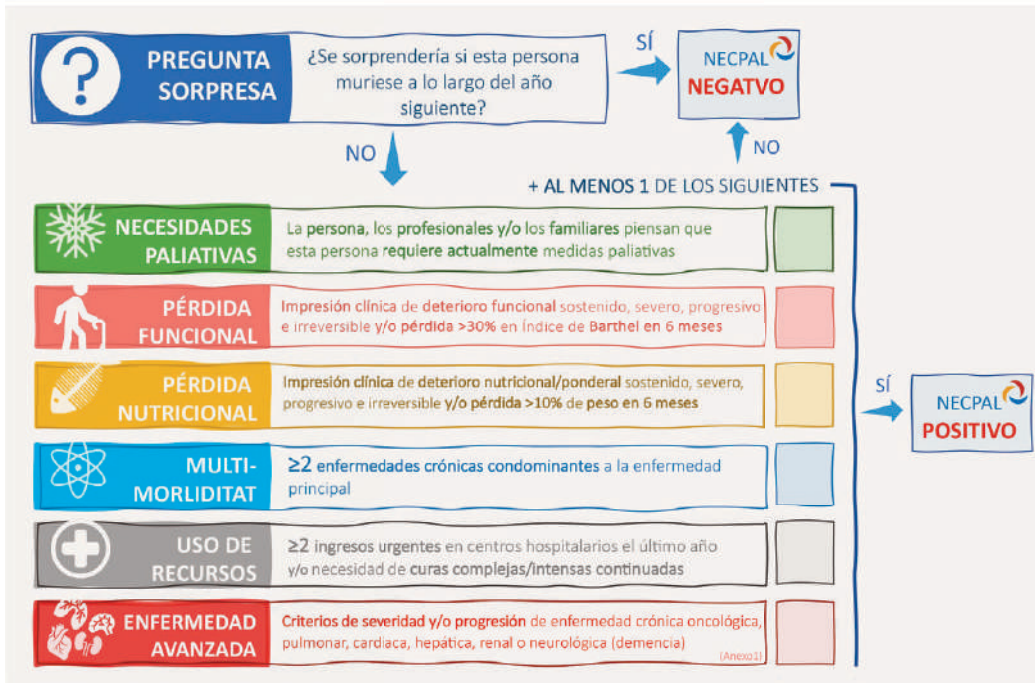 PREGUNTA
SORPRESA
¿Se sorprendería si esta persona
muriese a lo largo del año
siguiente?
SÍ
NECPAL
NEGATVO
NO
NO
+ AL MENOS 1 DE LOS SIGUIENTES
NECESIDADES
PALIATIVAS
La persona, los profesionales y/o los familiares piensan que
esta persona requiere actualmente medidas paliativas
PÉRDIDA
FUNCIONAL
Impresión clínica de deterioro funcional sostenido, severo, progresivo
e irreversible y/o pérdida >30% en Índice de Barthel en 6 meses
PÉRDIDA
NUTRICIONAL
Impresión clínica de deterioro nutricional/ponderal sostenido, severo,
progresivo e irreversible y/o pérdida >10% de peso en 6 meses
SÍ
NECPAL
POSITIVO
MULTI-
MORLIDITAT
≥2 enfermedades crónicas condominantes a la enfermedad
principal
USO DE
RECURSOS
≥2 ingresos urgentes en centros hospitalarios el último año
y/o necesidad de curas complejas/intensas continuadas
ENFERMEDAD
AVANZADA
Criterios de severidad y/o progresión de enfermedad crónica oncológica,
pulmonar, cardiaca, hepática, renal o neurológica (demencia)
(Anexo1)